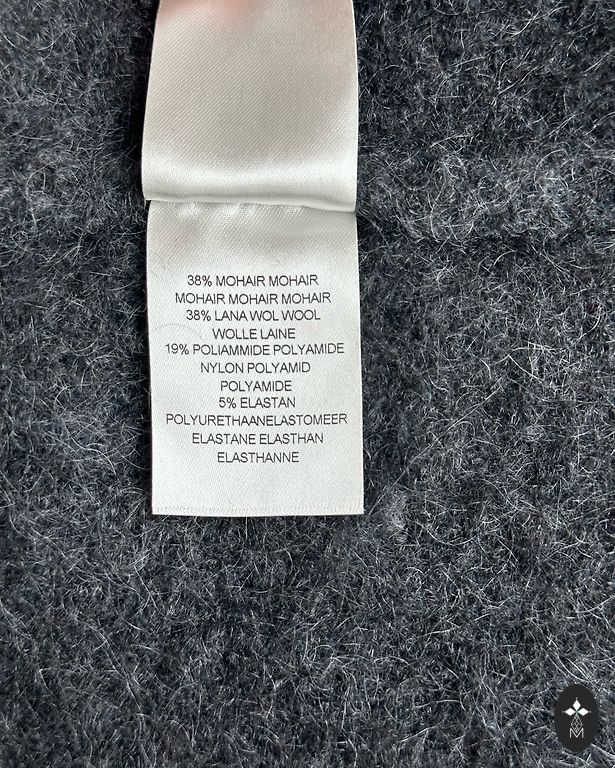 38% MOHAIR MOHAIR
MOHAIR MOHAIR MOHAIR
38% LANA WOL WOOL
WOLLE LAINE
19% POLIAMMIDE POLYAMIDE
NYLON POLYAMID
POLYAMIDE
5% ELASTAN
POLYURETHAANELASTOMEER
ELASTANE ELASTHAN
ELASTHANNE
M